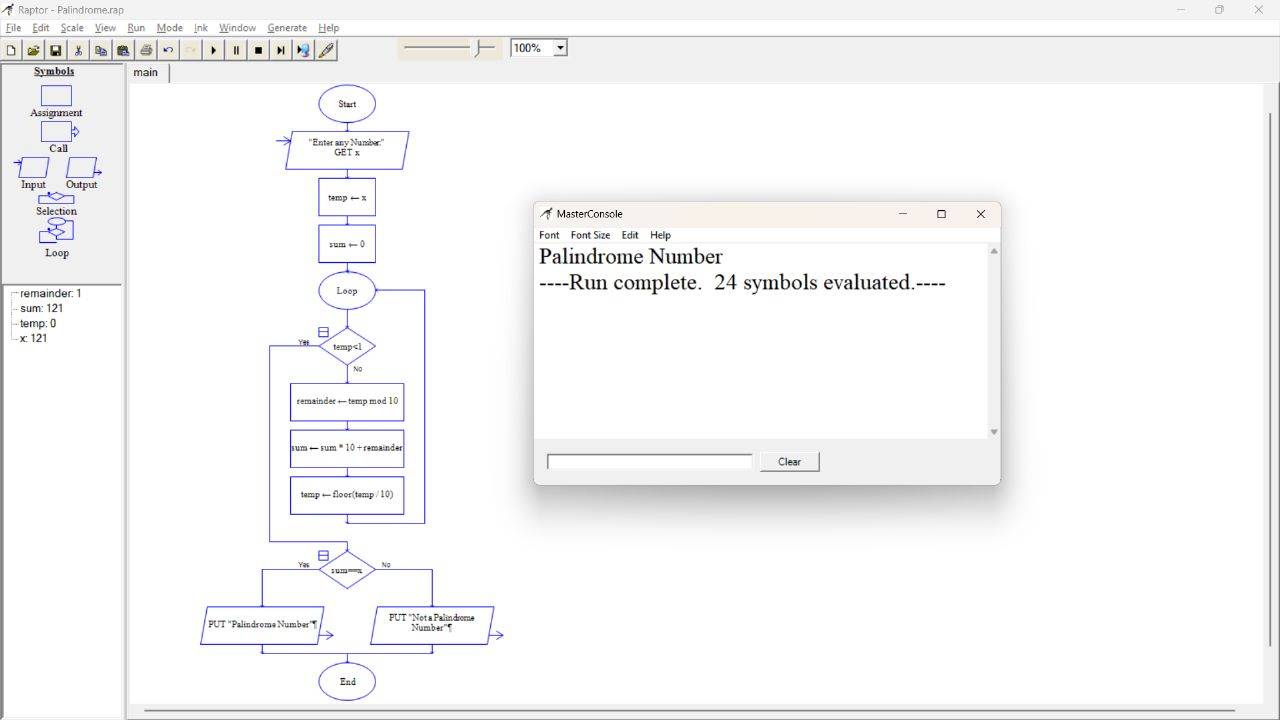 Raptor - Palindrome.rap
File Edit Scale View Run Mode Ink Window Generate Help
100%
Symbols
Assignment
Call
Input Output
Selection
Loop
remainder: 1
sum: 121
temp: 0
x: 121
main
Start
"Enter any Number."
GET x
temp ← x
sum ← 0
Loop
temp<1
Yes
No
remainder ← temp mod 10
sum ← sum * 10 + remainder
temp ← floor(temp / 10)
sum==x
Yes
No
PUT "Palindrome Number"¶
PUT "Not a Palindrome
Number"¶
End
MasterConsole
Font Font Size Edit Help
Palindrome Number
----Run complete. 24 symbols evaluated.----
Clear